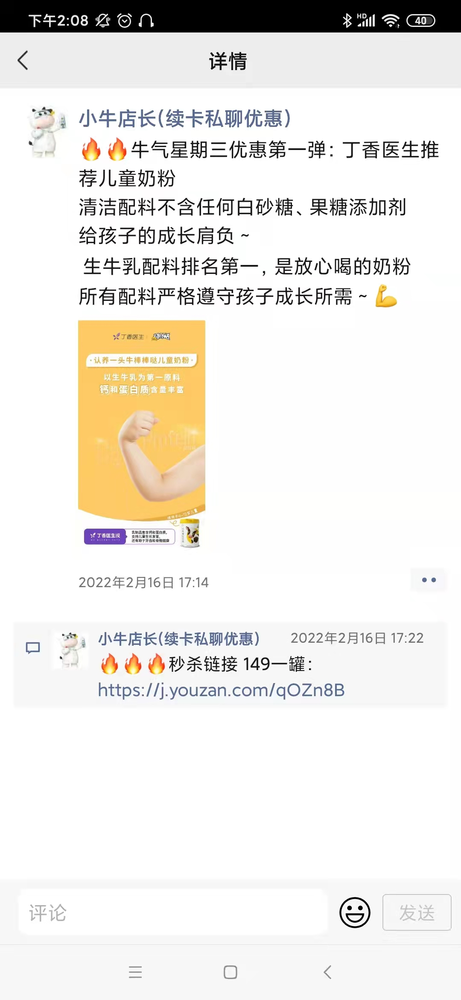 下午2:08
HD
40
详情
小牛店长(续卡私聊优惠)
🔥🔥牛气星期三优惠第一弹：丁香医生推
荐儿童奶粉
清洁配料不含任何白砂糖、果糖添加剂
给孩子的成长肩负～
生牛乳配料排名第一，是放心喝的奶粉
所有配料严格遵守孩子成长所需～💪
丁香医生
·认养一头牛棒棒哒儿童奶粉·
以生牛乳为第一原料
钙和蛋白质含量丰富
Protein
适合于4-12岁儿童
丁香医生说
乳制品富含钙和蛋白质，
支持儿童生长发育，
还有助于牙齿和骨骼健康
2022年2月16日 17:14
小牛店长(续卡私聊优惠)
2022年2月16日 17:22
🔥🔥🔥秒杀链接 149一罐：
https://j.youzan.com/qOZn8B
评论
发送